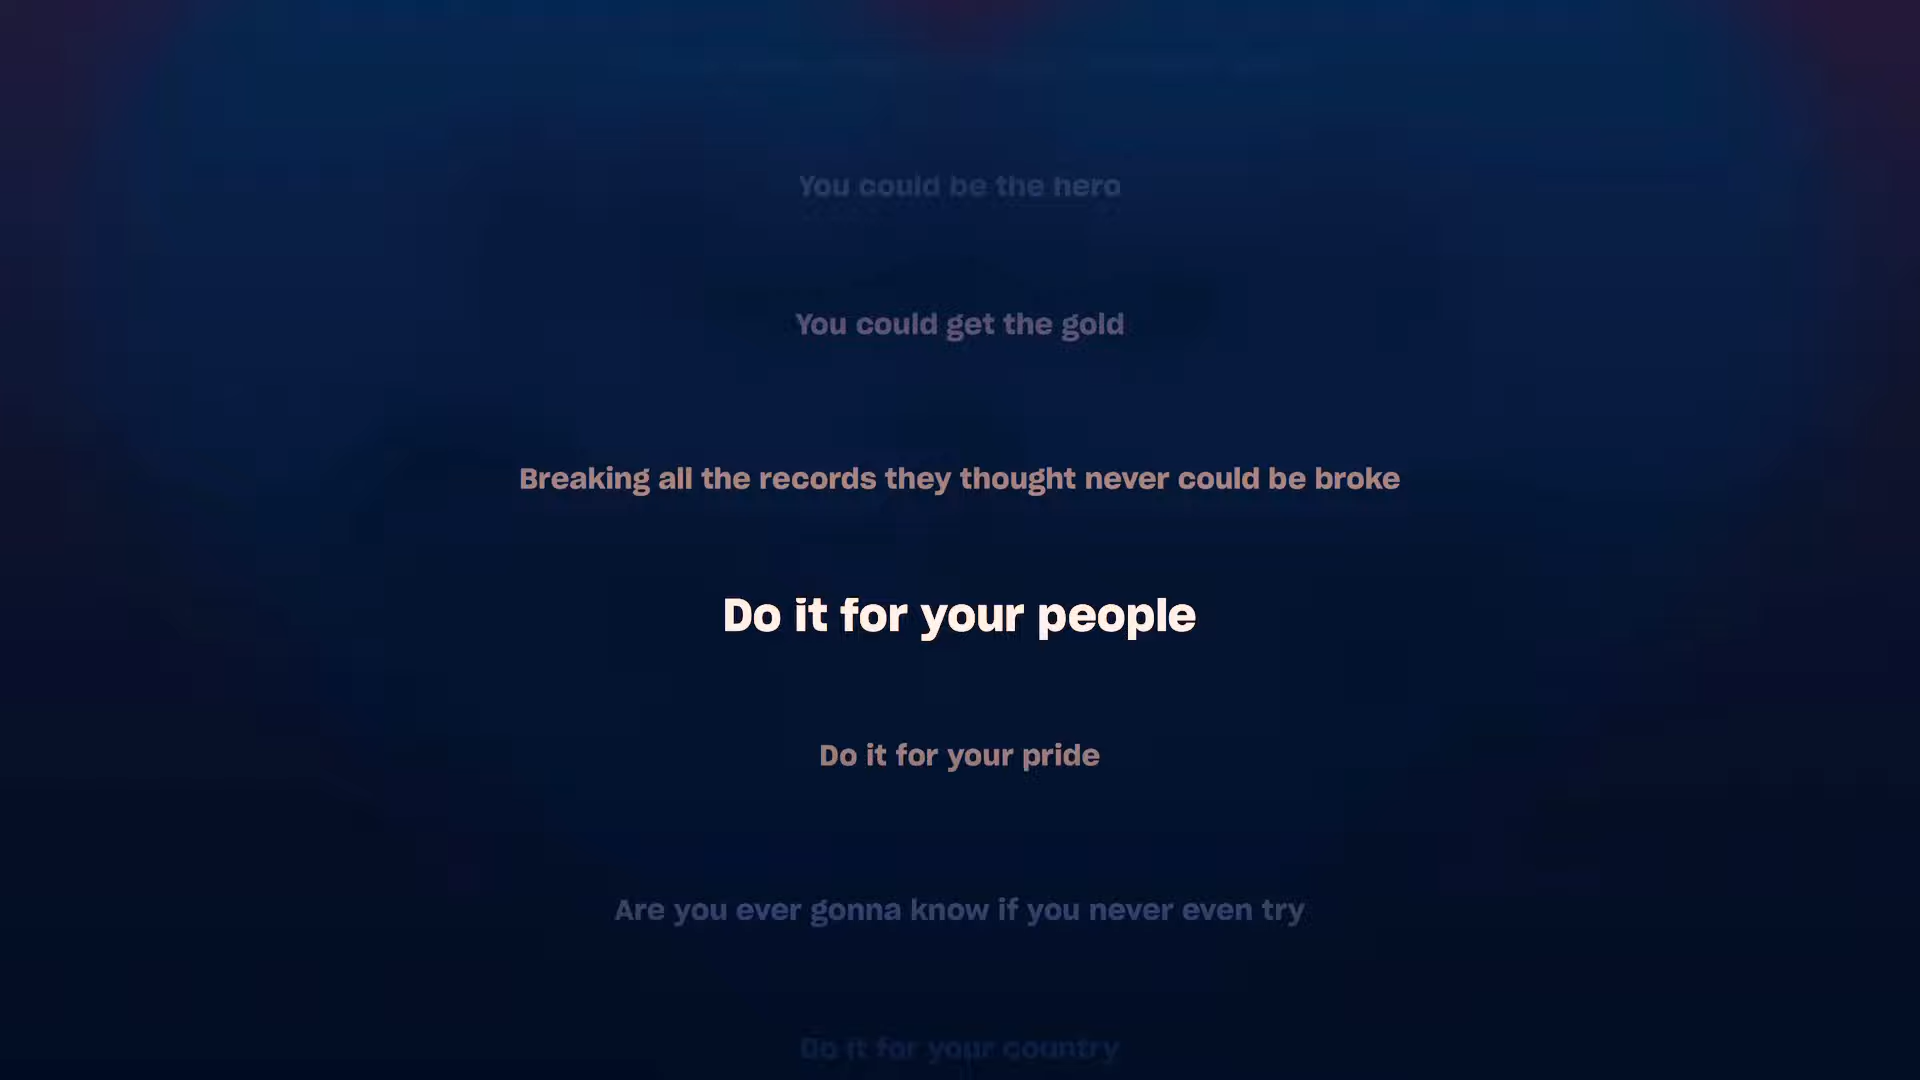 You could be the hero
You could get the gold
Breaking all the records they thought never could be broke
Do it for your people
Do it for your pride
Are you ever gonna know if you never even try
Do it for your country